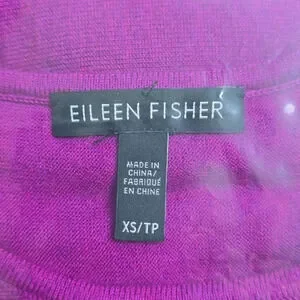 EILEEN FISHER
MADE IN
CHINA/
FABRIQUÉ
EN CHINE
XS/TP